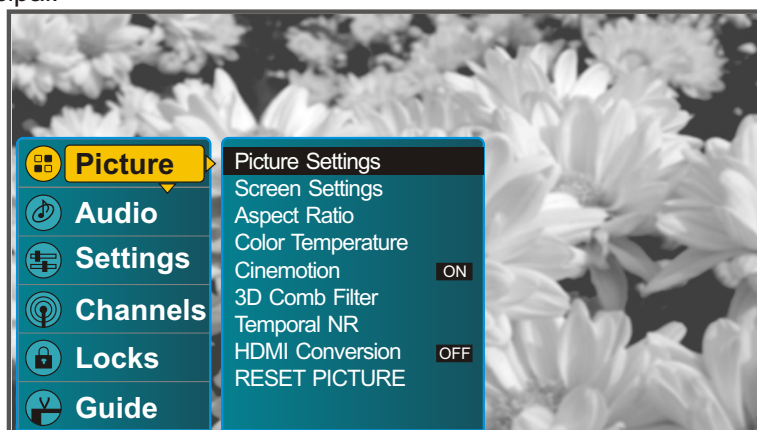 Picture
Audio
Settings
Channels
Locks
Guide
Picture Settings
Screen Settings
Aspect Ratio
Color Temperature
Cinemotion ON
3D Comb Filter
Temporal NR
HDMI Conversion OFF
RESET PICTURE